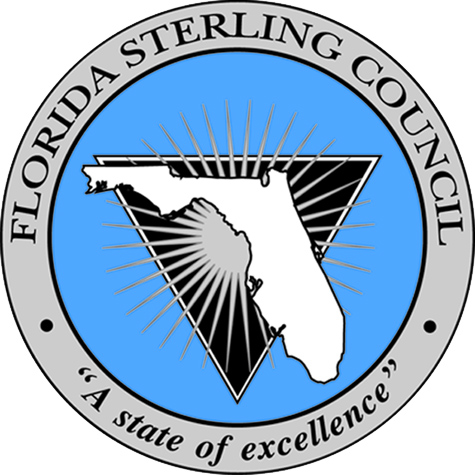 FLORIDA STERLING COUNCIL
“A state of excellence”